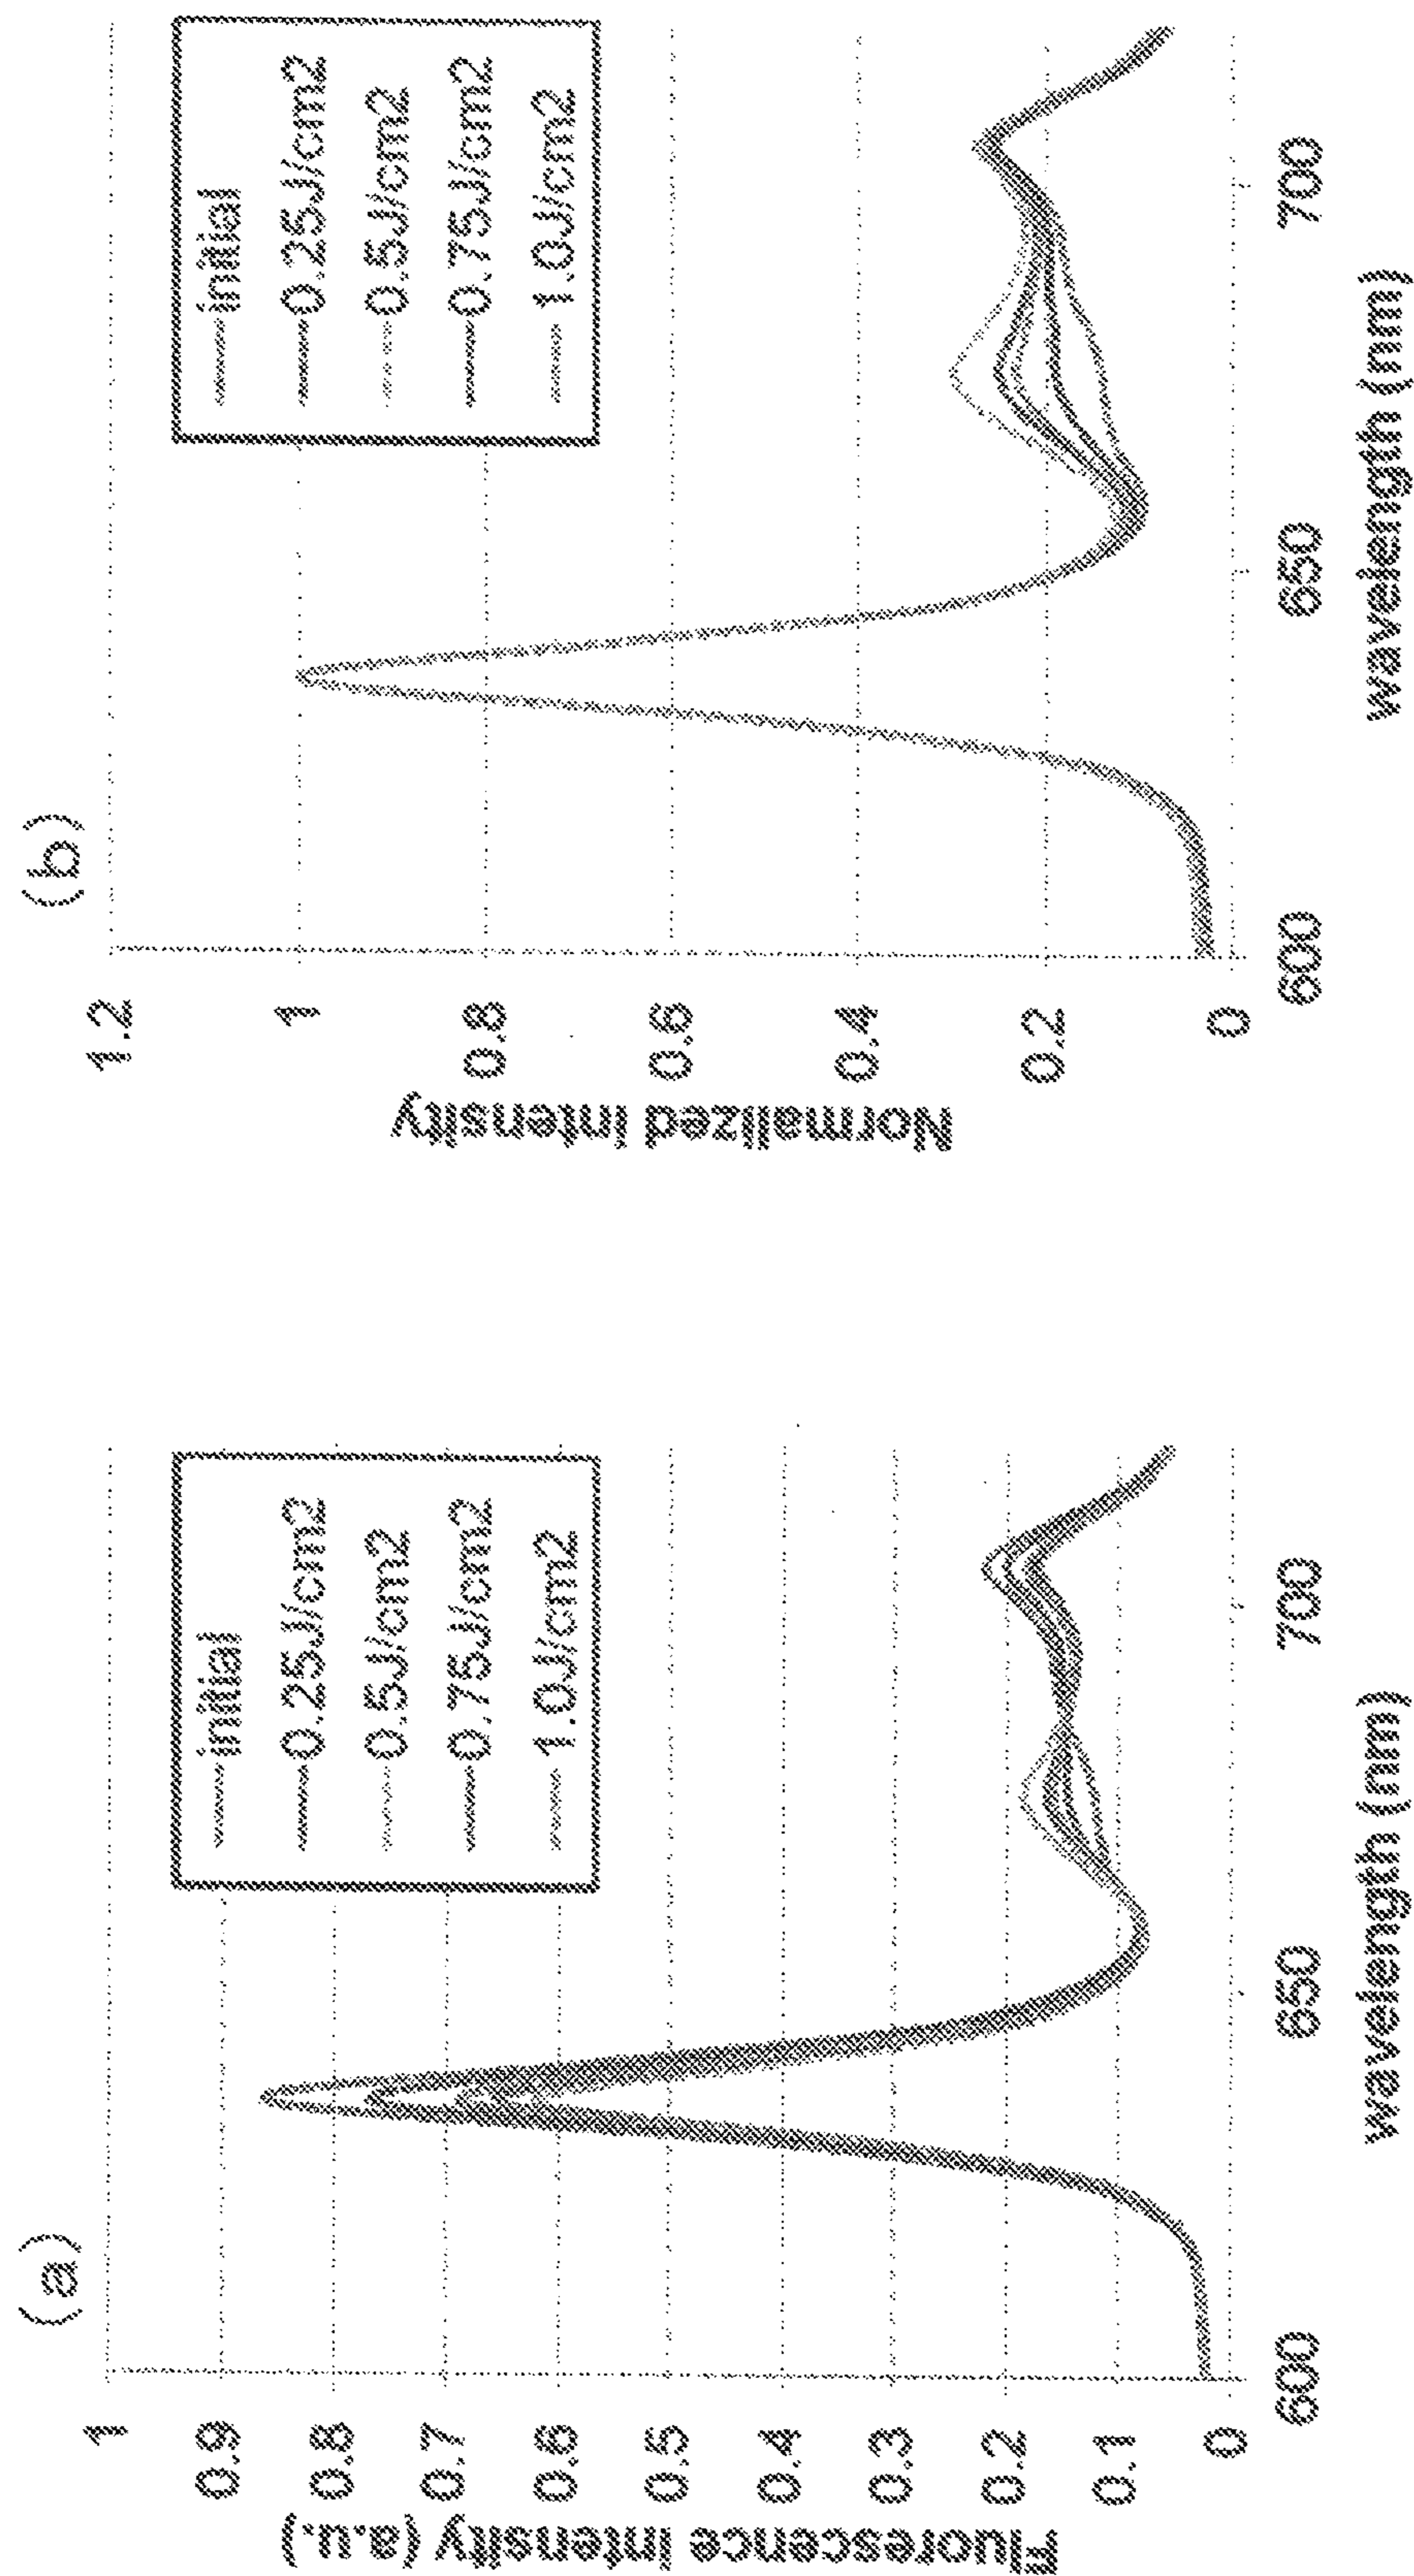 (a)
Fluorescence intensity (a.u.)
1
0.9
0.8
0.7
0.6
0.5
0.4
0.3
0.2
0.1
0
600
650
700
wavelength (nm)
initial
0.25J/cm2
0.5J/cm2
0.75J/cm2
1.0J/cm2
(b)
Normalized intensity
1.2
1
0.8
0.6
0.4
0.2
0
600
650
700
wavelength (nm)
initial
0.25J/cm2
0.5J/cm2
0.75J/cm2
1.0J/cm2